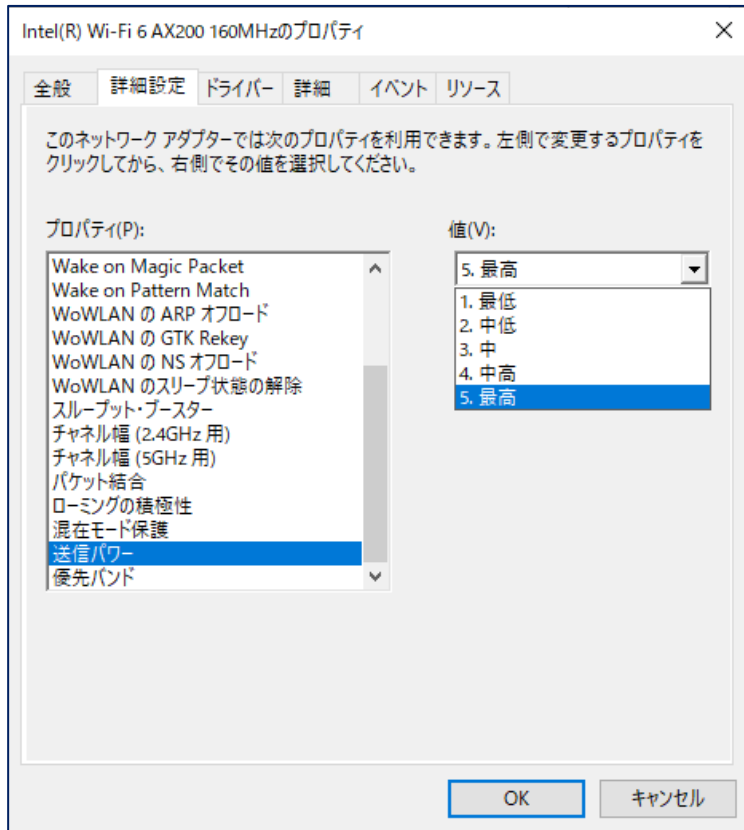 Intel(R) Wi-Fi 6 AX200 160MHzのプロパティ
全般 詳細設定 ドライバー 詳細 イベント リソース
このネットワーク アダプターでは次のプロパティを利用できます。左側で変更するプロパティを
クリックしてから、右側でその値を選択してください。
プロパティ(P):
Wake on Magic Packet
Wake on Pattern Match
WoWLAN の ARP オフロード
WoWLAN の GTK Rekey
WoWLAN の NS オフロード
WoWLAN のスリープ状態の解除
スループット・ブースター
チャネル幅 (2.4GHz 用)
チャネル幅 (5GHz 用)
パケット結合
ローミングの積極性
混在モード保護
送信パワー
優先バンド
値(V):
5. 最高
1. 最低
2. 中低
3. 中
4. 中高
5. 最高
OK キャンセル